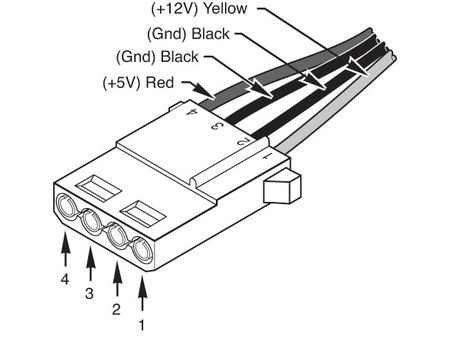 (+12V) Yellow
(Gnd) Black
(Gnd) Black
(+5V) Red
4
3
2
1
4
3
2
1